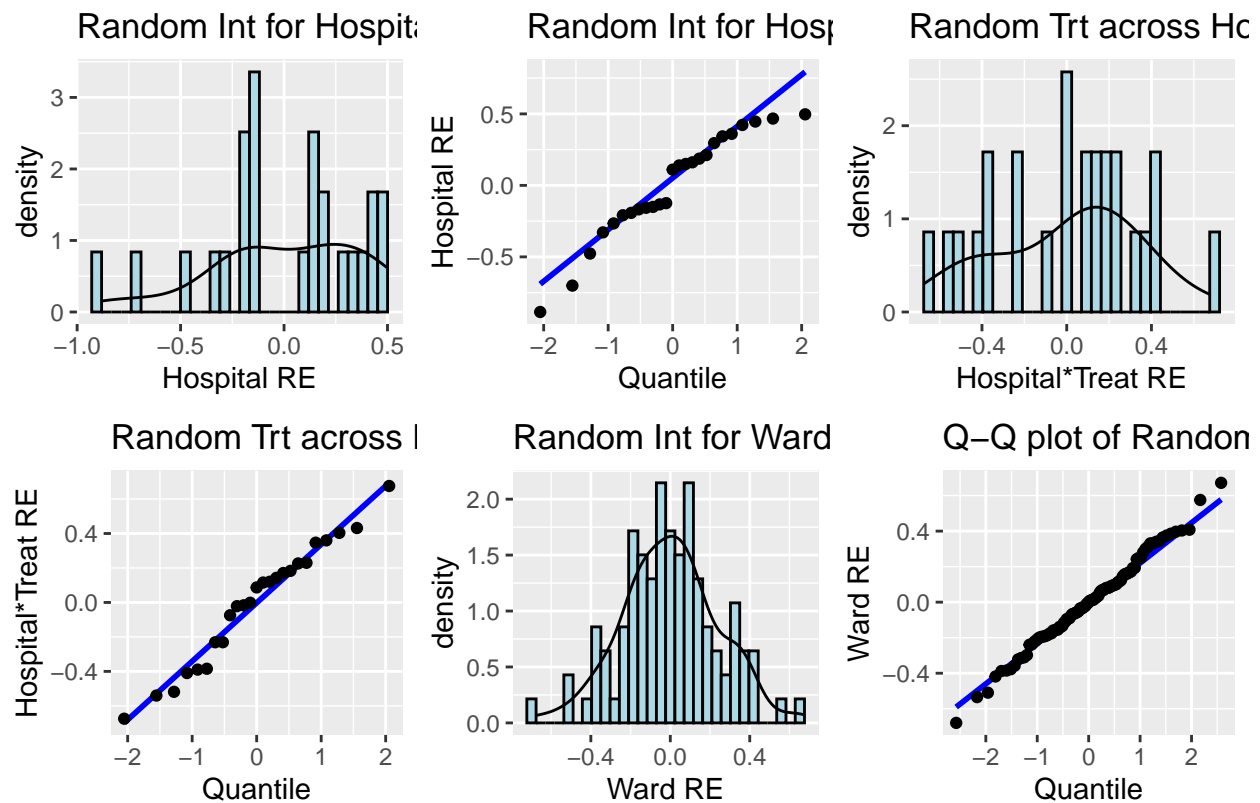 Random Int for Hospita
3
2
1
0
density
−1.0 −0.5 0.0 0.5
Hospital RE
Random Int for Hosp
0.5
0.0
−0.5
Hospital RE
−2 −1 0 1 2
Quantile
Random Trt across Ho
2
1
0
density
−0.4 0.0 0.4
Hospital*Treat RE
Random Trt across
0.4
0.0
−0.4
Hospital*Treat RE
−2 −1 0 1 2
Quantile
Random Int for Ward
2.0
1.5
1.0
0.5
0.0
density
−0.4 0.0 0.4
Ward RE
Q−Q plot of Random
0.4
0.0
−0.4
Ward RE
−2 −1 0 1 2
Quantile